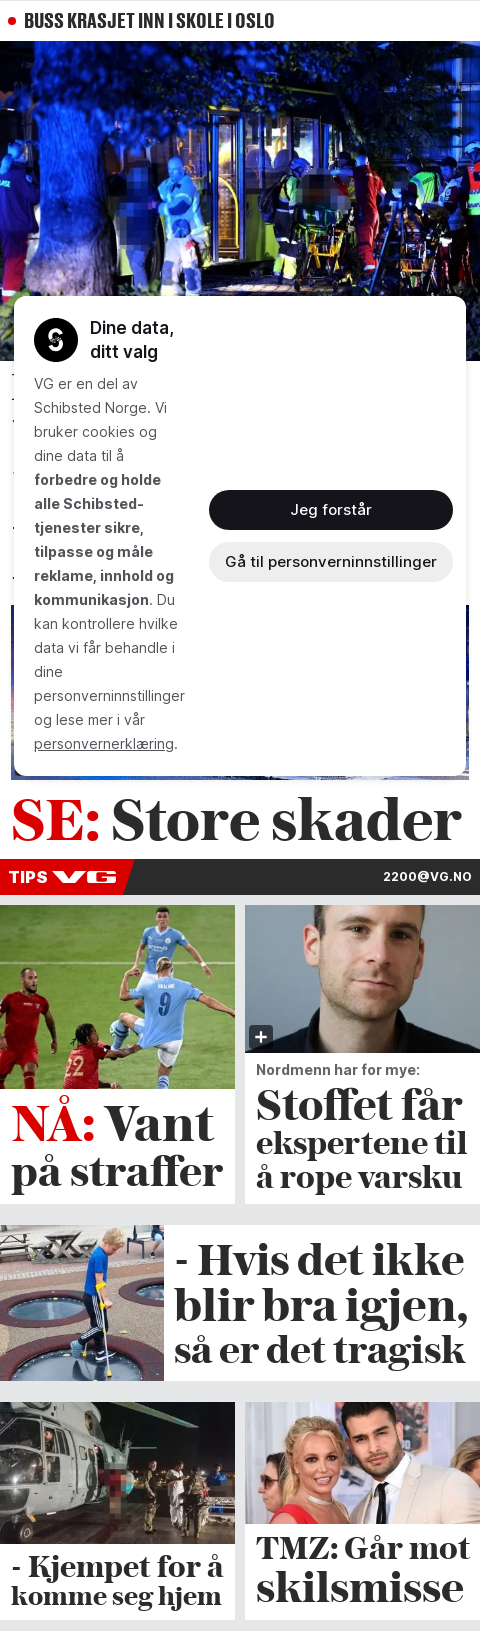 BUSS KRASJET INN I SKOLE I OSLO
Dine data,
ditt valg
VG er en del av
Schibsted Norge. Vi
bruker cookies og
dine data til å
forbedre og holde
alle Schibsted-
tjenester sikre,
tilpasse og måle
reklame, innhold og
kommunikasjon. Du
kan kontrollere hvilke
data vi får behandle i
dine
personverninnstillinger
og lese mer i vår
personvernerklæring.
Jeg forstår
Gå til personverninnstillinger
SE: Store skader
TIPS VG
2200@VG.NO
9
22
NÅ: Vant
på straffer
Nordmenn har for mye:
Stoffet får
ekspertene til
å rope varsku
- Hvis det ikke
blir bra igjen,
så er det tragisk
- Kjempet for å
komme seg hjem
TMZ: Går mot
skilsmisse